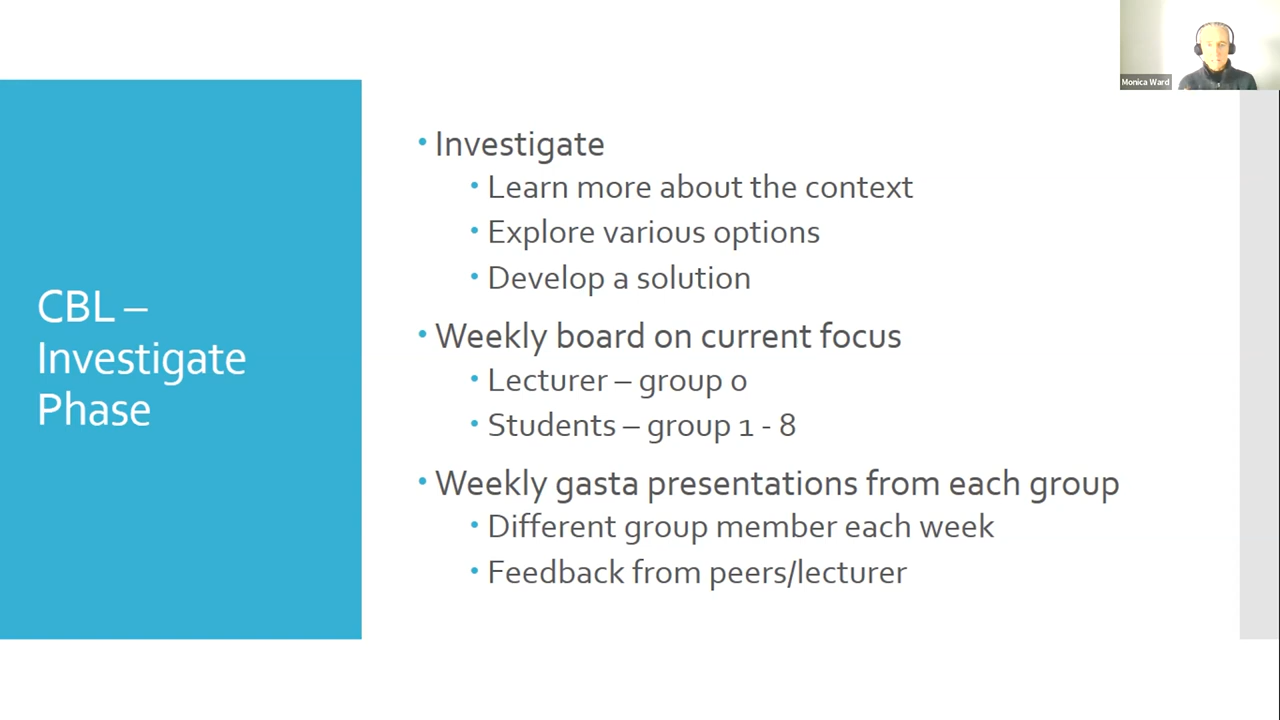 Monica Ward
CBL –
Investigate
Phase
• Investigate
• Learn more about the context
• Explore various options
• Develop a solution
• Weekly board on current focus
• Lecturer – group 0
• Students – group 1 - 8
• Weekly gasta presentations from each group
• Different group member each week
• Feedback from peers/lecturer